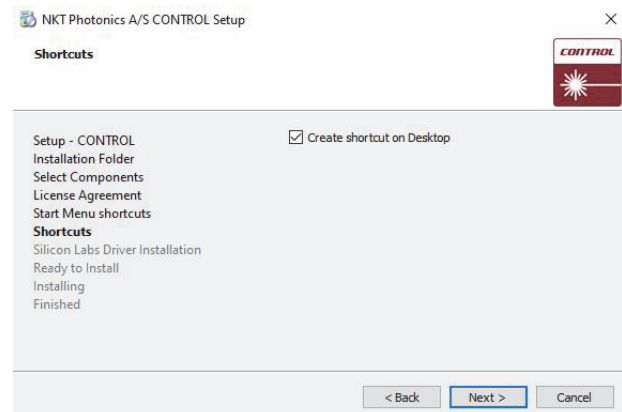 NKT Photonics A/S CONTROL Setup
Shortcuts
CONTROL
Setup - CONTROL
Installation Folder
Select Components
License Agreement
Start Menu shortcuts
Shortcuts
Silicon Labs Driver Installation
Ready to Install
Installing
Finished
Create shortcut on Desktop
< Back Next > Cancel